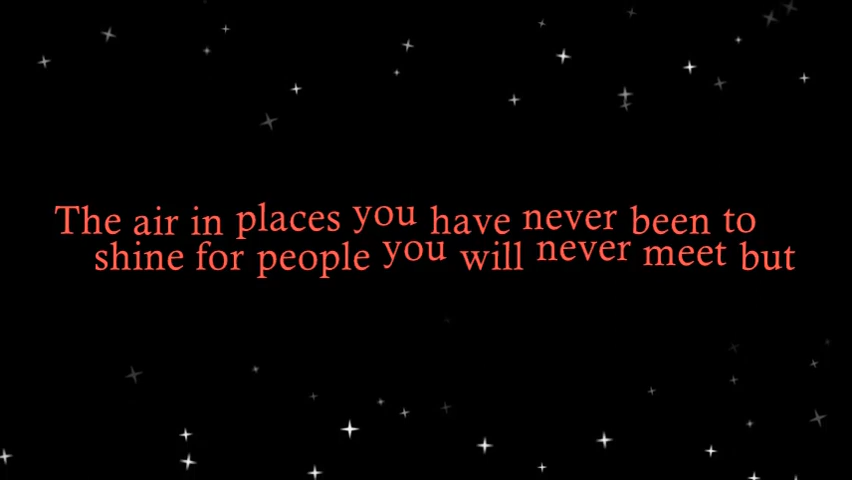 The air in places you have never been to
shine for people you will never meet but